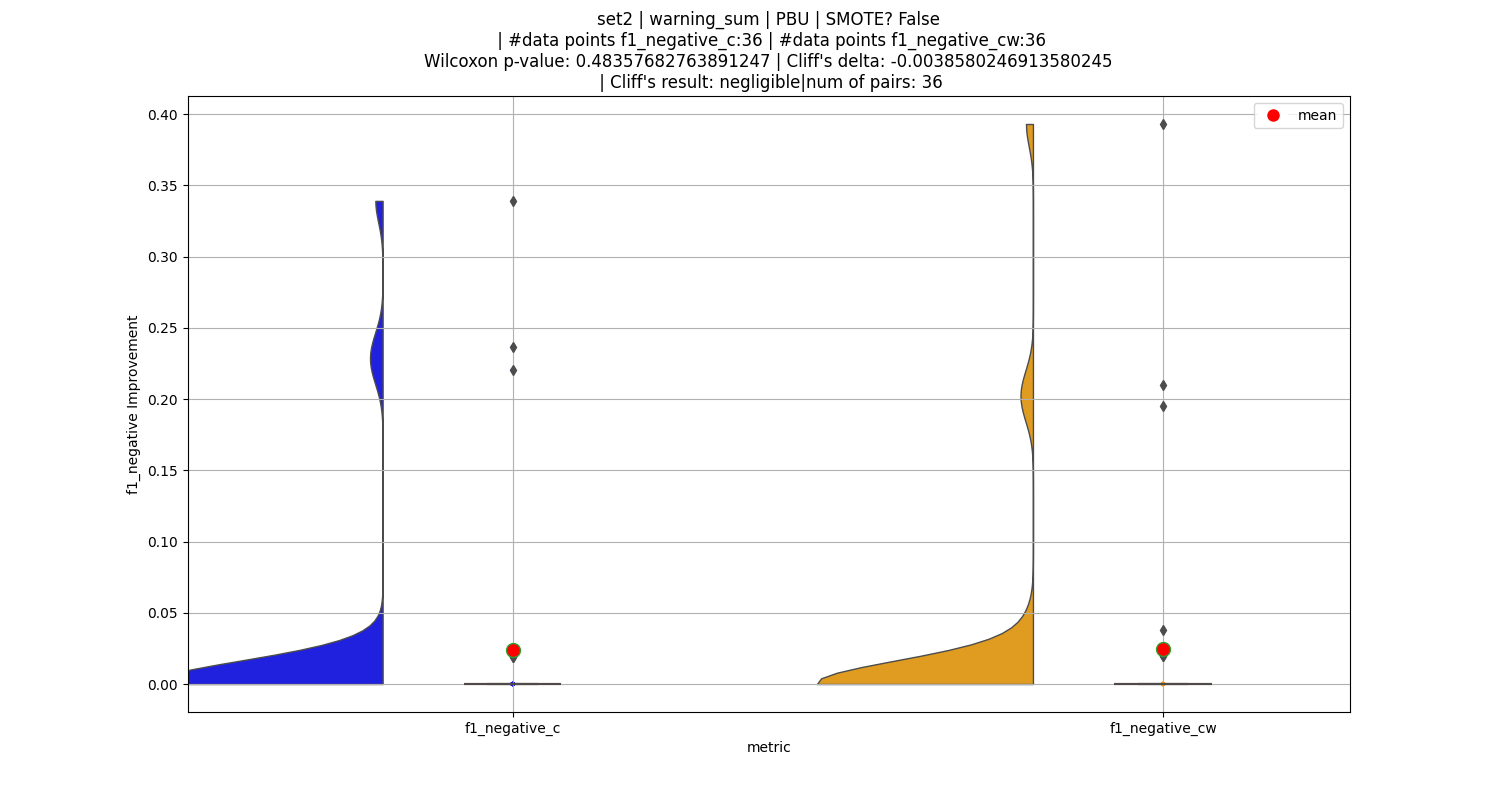 set2 | warning_sum | PBU | SMOTE? False
| #data points f1_negative_c:36 | #data points f1_negative_cw:36
Wilcoxon p-value: 0.48357682763891247 | Cliff's delta: -0.0038580246913580245
| Cliff's result: negligible|num of pairs: 36
mean
0.40
0.35
0.30
0.25
0.20
0.15
0.10
0.05
0.00
f1_negative Improvement
f1_negative_c
f1_negative_cw
metric